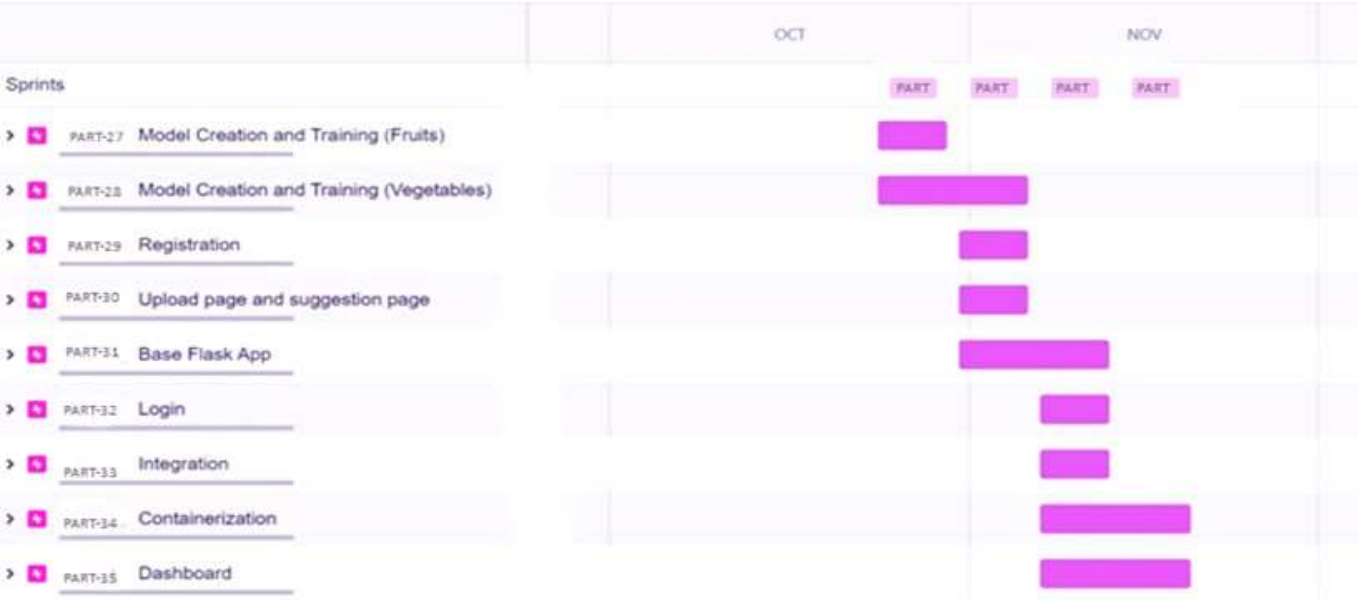 OCT NOV
Sprints PART PART PART PART
PART-27 Model Creation and Training (Fruits)
PART-28 Model Creation and Training (Vegetables)
PART-29 Registration
PART-30 Upload page and suggestion page
PART-31 Base Flask App
PART-32 Login
PART-33 Integration
PART-34 Containerization
PART-35 Dashboard